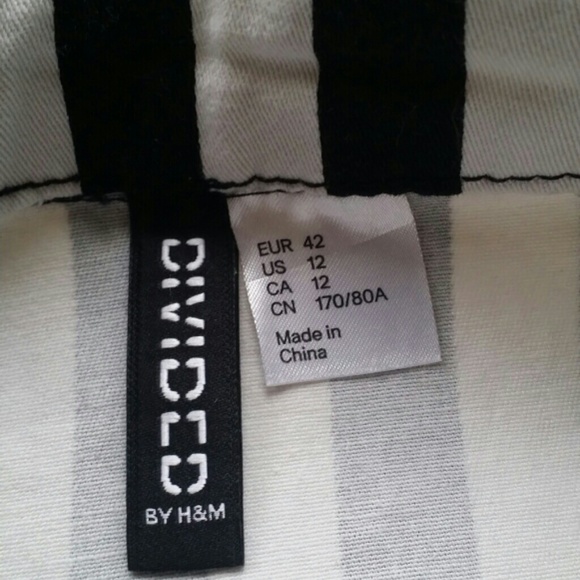 DIVIDED
BY H&M
EUR 42
US 12
CA 12
CN 170/80A
Made in
China